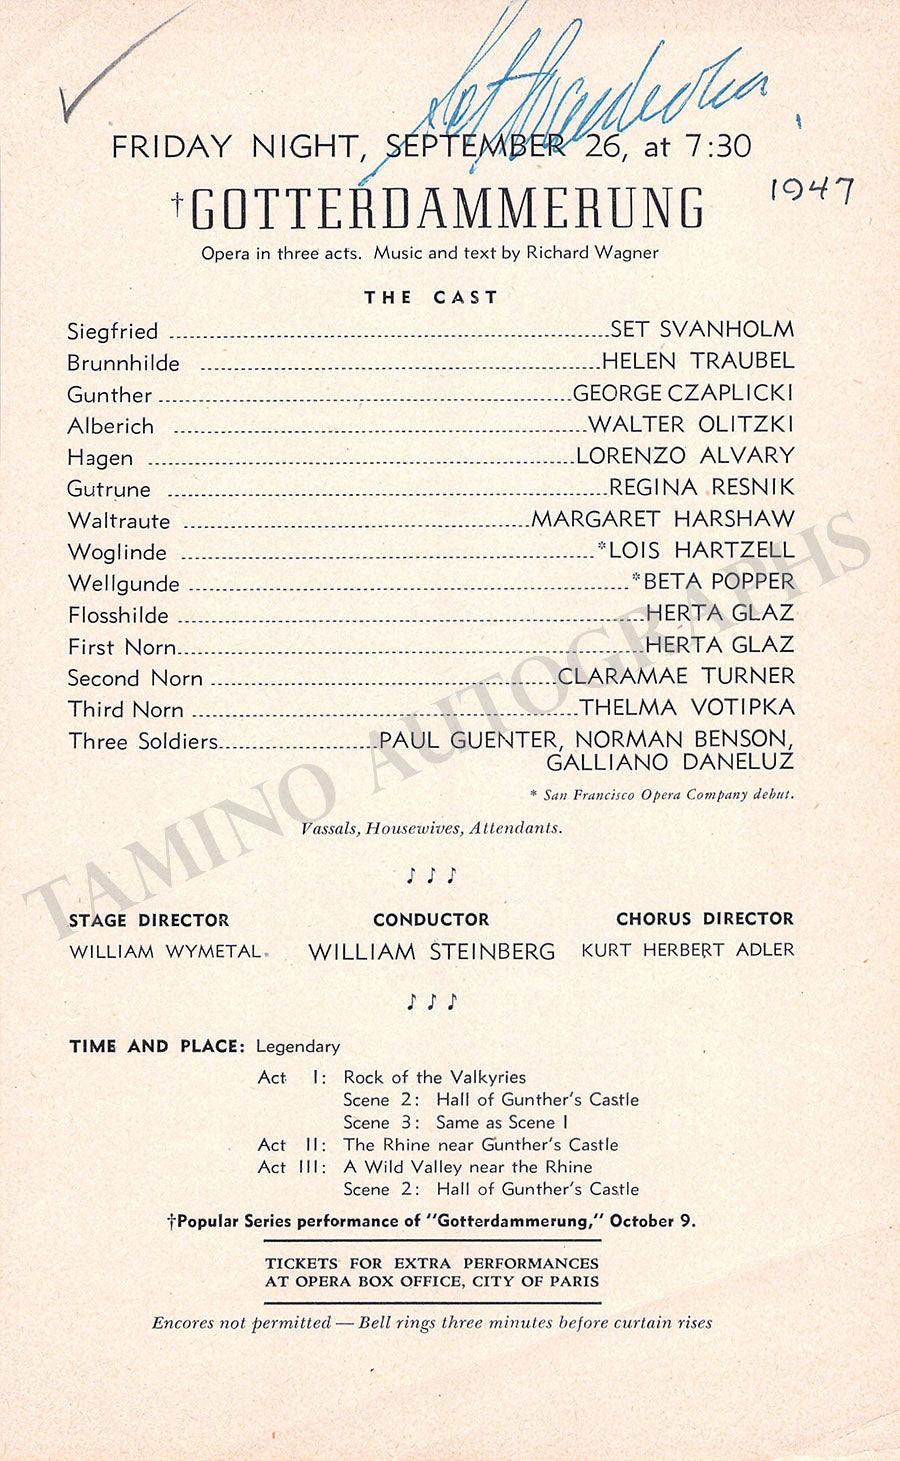 Set Svanholm
FRIDAY NIGHT, SEPTEMBER 26, at 7:30
1947
†GOTTERDAMMERUNG
Opera in three acts. Music and text by Richard Wagner
THE CAST
Siegfried ........ SET SVANHOLM
Brunnhilde ........ HELEN TRAUBEL
Gunther ........ GEORGE CZAPLICKI
Alberich ........ WALTER OLITZKI
Hagen ........ LORENZO ALVARY
Gutrune ........ REGINA RESNIK
Waltraute ........ MARGARET HARSHAW
Woglinde ........ *LOIS HARTZELL
Wellgunde ........ *BETA POPPER
Flosshilde ........ HERTA GLAZ
First Norn ........ HERTA GLAZ
Second Norn ........ CLARAMAE TURNER
Third Norn ........ THELMA VOTIPKA
Three Soldiers ........ PAUL GUENTER, NORMAN BENSON,
GALLIANO DANELUZ
* San Francisco Opera Company debut.
Vassals, Housewives, Attendants.
TAMINO AUTOGRAPHS
STAGE DIRECTOR CONDUCTOR CHORUS DIRECTOR
WILLIAM WYMETAL WILLIAM STEINBERG KURT HERBERT ADLER
TIME AND PLACE: Legendary
Act I: Rock of the Valkyries
Scene 2: Hall of Gunther's Castle
Scene 3: Same as Scene I
Act II: The Rhine near Gunther's Castle
Act III: A Wild Valley near the Rhine
Scene 2: Hall of Gunther's Castle
†Popular Series performance of "Gotterdammerung," October 9.
TICKETS FOR EXTRA PERFORMANCES
AT OPERA BOX OFFICE, CITY OF PARIS
Encores not permitted — Bell rings three minutes before curtain rises